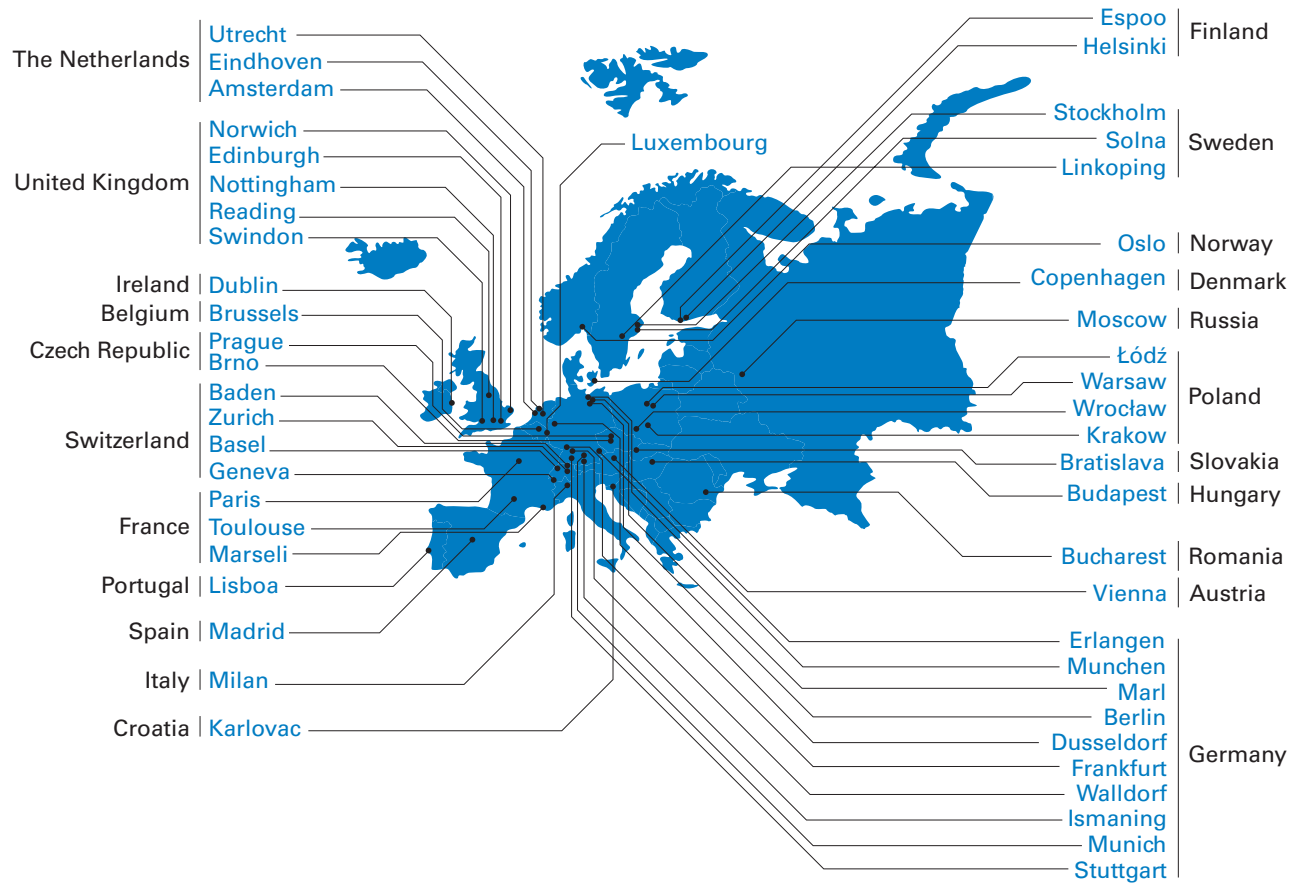 The Netherlands
Utrecht
Eindhoven
Amsterdam
United Kingdom
Norwich
Edinburgh
Nottingham
Reading
Swindon
Ireland
Dublin
Belgium
Brussels
Czech Republic
Prague
Brno
Switzerland
Baden
Zurich
Basel
Geneva
France
Paris
Toulouse
Marseli
Portugal
Lisboa
Spain
Madrid
Italy
Milan
Croatia
Karlovac
Luxembourg
Espoo
Helsinki
Finland
Stockholm
Solna
Linkoping
Sweden
Oslo
Norway
Copenhagen
Denmark
Moscow
Russia
Łódź
Warsaw
Wrocław
Krakow
Poland
Bratislava
Slovakia
Budapest
Hungary
Bucharest
Romania
Vienna
Austria
Erlangen
Munchen
Marl
Berlin
Dusseldorf
Frankfurt
Walldorf
Ismaning
Munich
Stuttgart
Germany